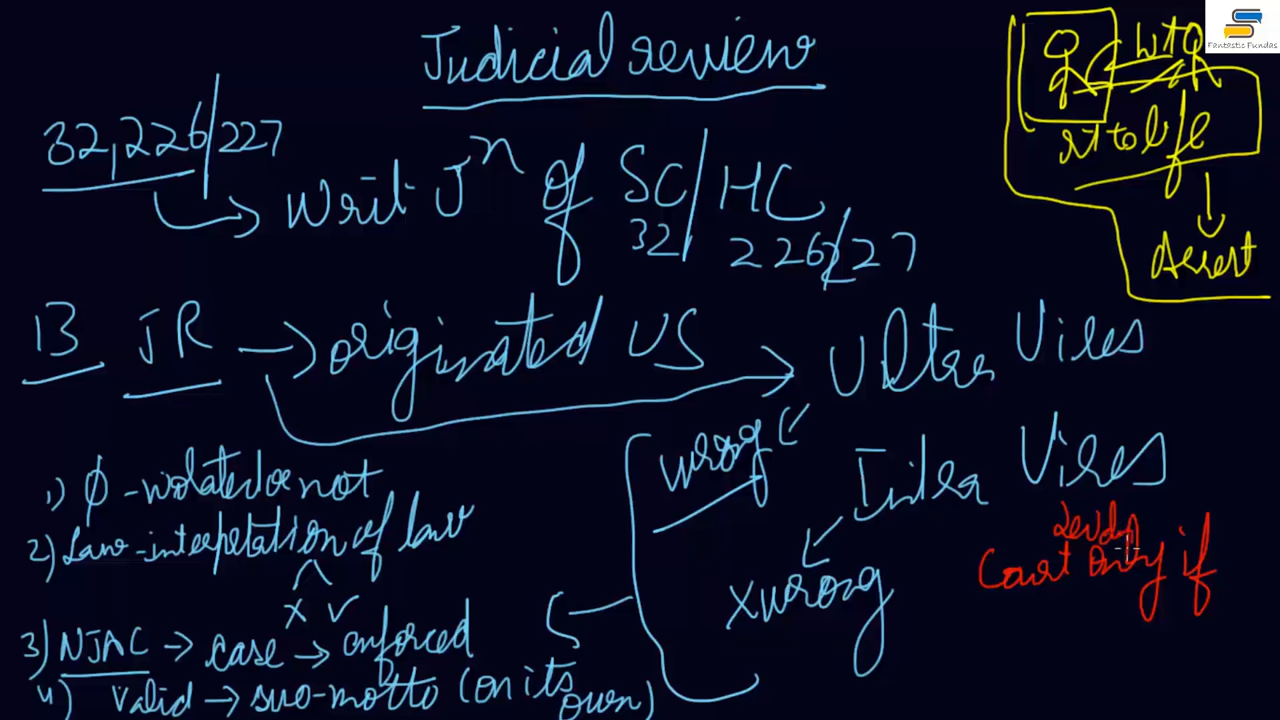 Judicial review
32, 226/227
Writ Jn of SC/HC
32 226/27
13 JR → originated US
Ultra Vires
wrong
Intra Vires
x wrong
1) φ - violated or not
2) Law - interpretation of law
x ✓
3) NJAC → case → enforced
4) Valid → suo-motto (on its own)
Court only if
rt to life
Arrest
Fantastic Fundas